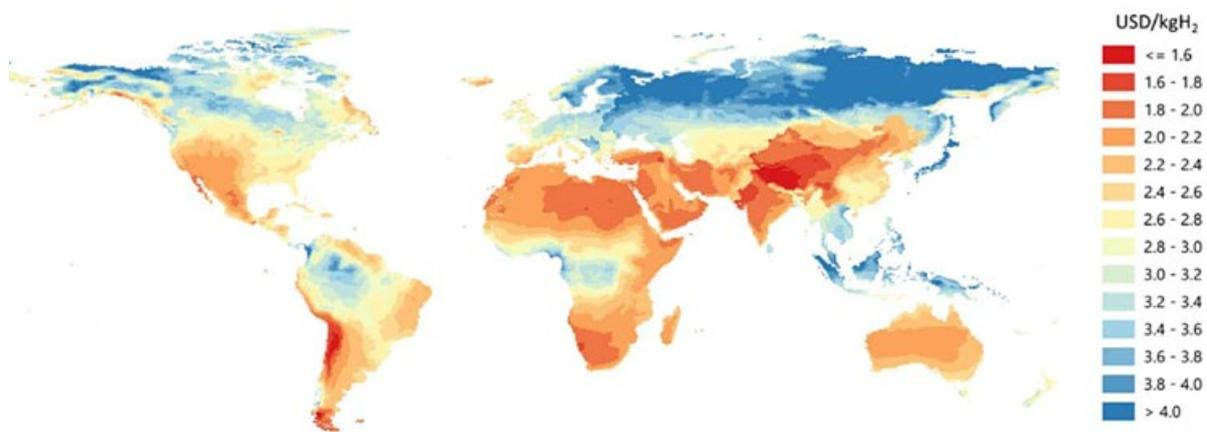 USD/kgH₂
<= 1.6
1.6 - 1.8
1.8 - 2.0
2.0 - 2.2
2.2 - 2.4
2.4 - 2.6
2.6 - 2.8
2.8 - 3.0
3.0 - 3.2
3.2 - 3.4
3.4 - 3.6
3.6 - 3.8
3.8 - 4.0
> 4.0